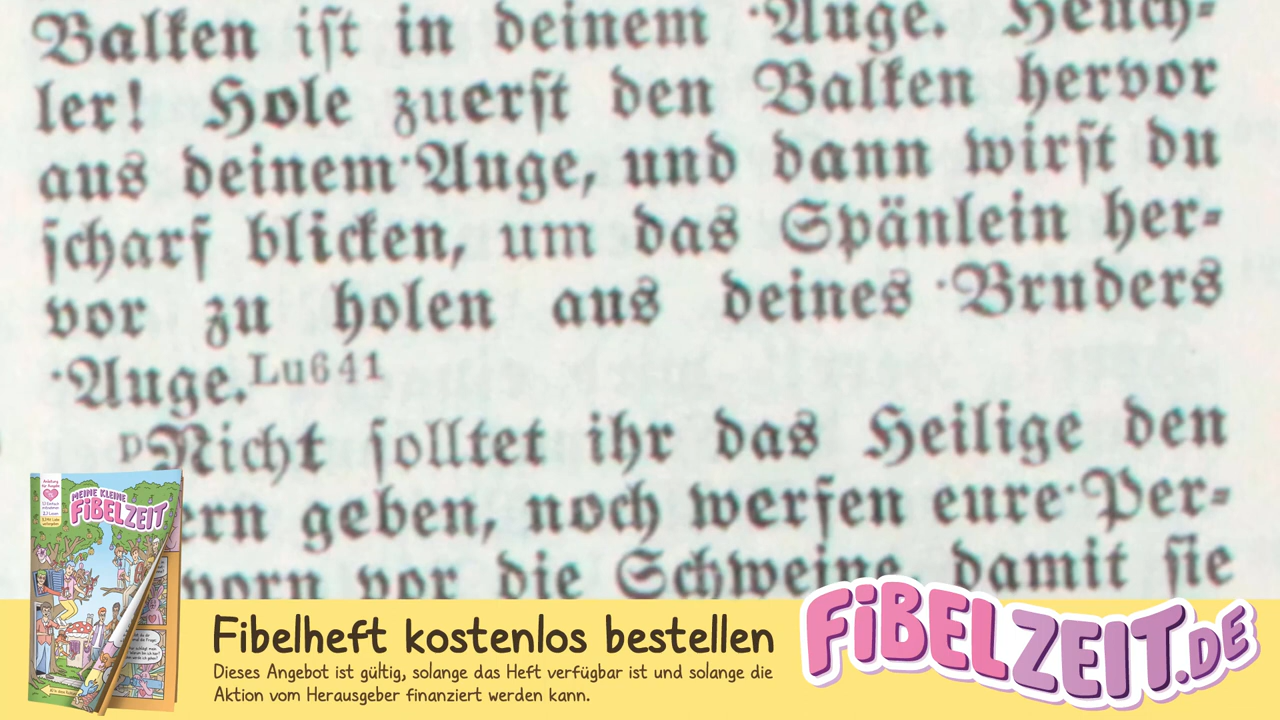 Balken ist in deinem ·Auge. Heuch-
ler! Hole zuerst den Balken hervor
aus deinem ·Auge, und dann wirst du
scharf blicken, um das Spänlein her-
vor zu holen aus deines ·Bruders
·Auge. Lu641
pNicht solltet ihr das Heilige den
ern geben, noch werfen eure ·Per-
vorn vor die Schweine, damit sie
MEINE KLEINE
FiBELZEiT
Fibelheft kostenlos bestellen
Dieses Angebot ist gültig, solange das Heft verfügbar ist und solange die
Aktion vom Herausgeber finanziert werden kann.
FiBELZEiT.DE